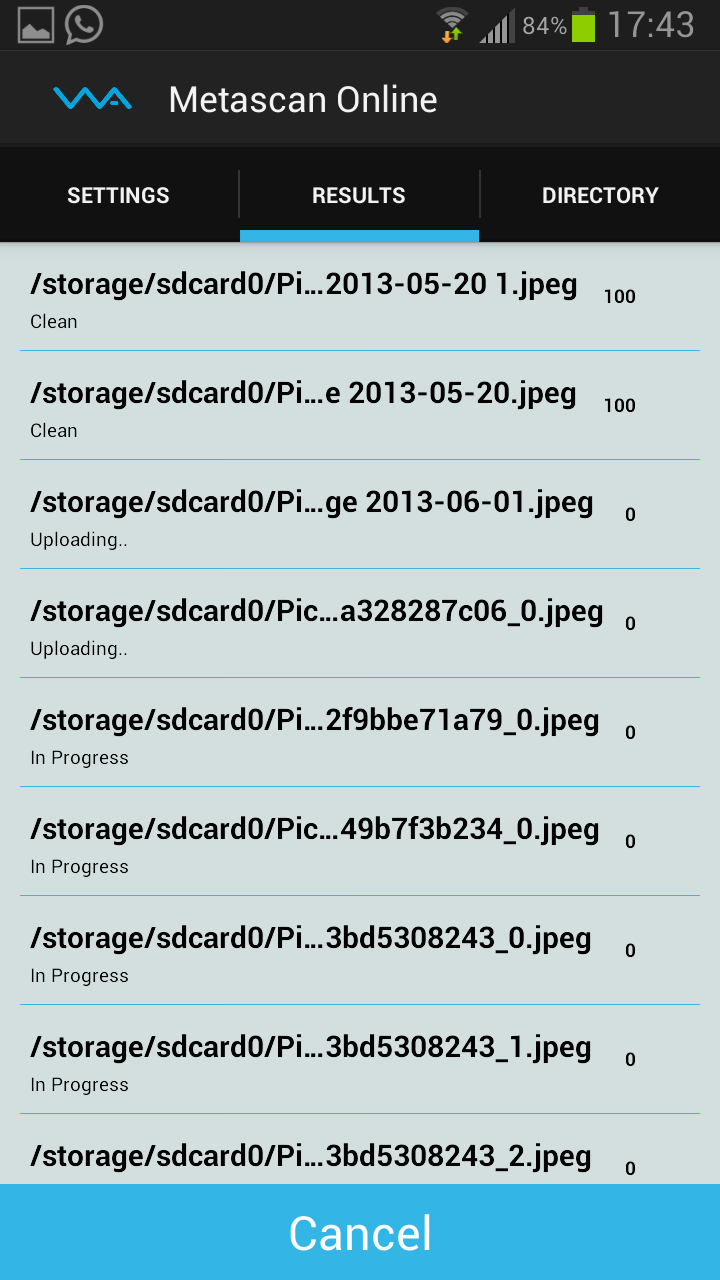 84% 17:43
Metascan Online
SETTINGS RESULTS DIRECTORY
/storage/sdcard0/Pi...2013-05-20 1.jpeg 100
Clean
/storage/sdcard0/Pi...e 2013-05-20.jpeg 100
Clean
/storage/sdcard0/Pi...ge 2013-06-01.jpeg 0
Uploading..
/storage/sdcard0/Pic...a328287c06_0.jpeg 0
Uploading..
/storage/sdcard0/Pi...2f9bbe71a79_0.jpeg 0
In Progress
/storage/sdcard0/Pic...49b7f3b234_0.jpeg 0
In Progress
/storage/sdcard0/Pi...3bd5308243_0.jpeg 0
In Progress
/storage/sdcard0/Pi...3bd5308243_1.jpeg 0
In Progress
/storage/sdcard0/Pi...3bd5308243_2.jpeg 0
Cancel